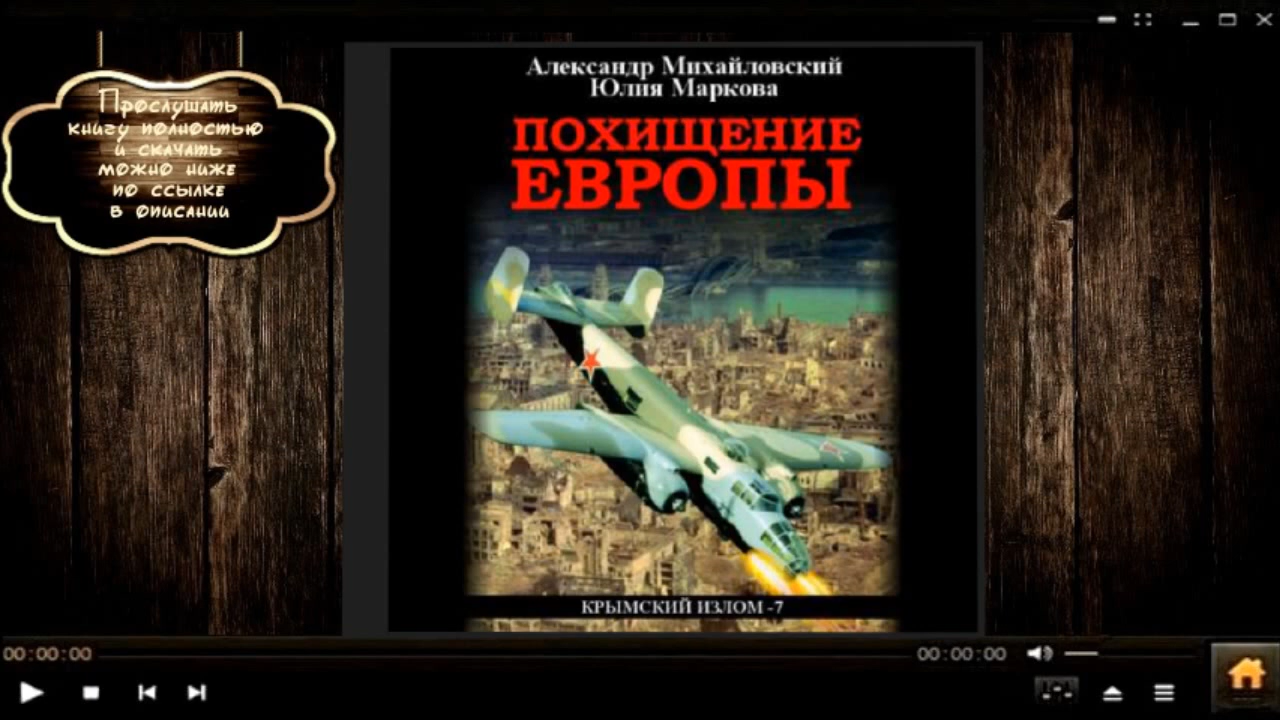 Прослушать
книгу полностью
и скачать
можно ниже
по ссылке
в описании
Александр Михайловский
Юлия Маркова
ПОХИЩЕНИЕ
ЕВРОПЫ
КРЫМСКИЙ ИЗЛОМ -7
00:00:00
00:00:00